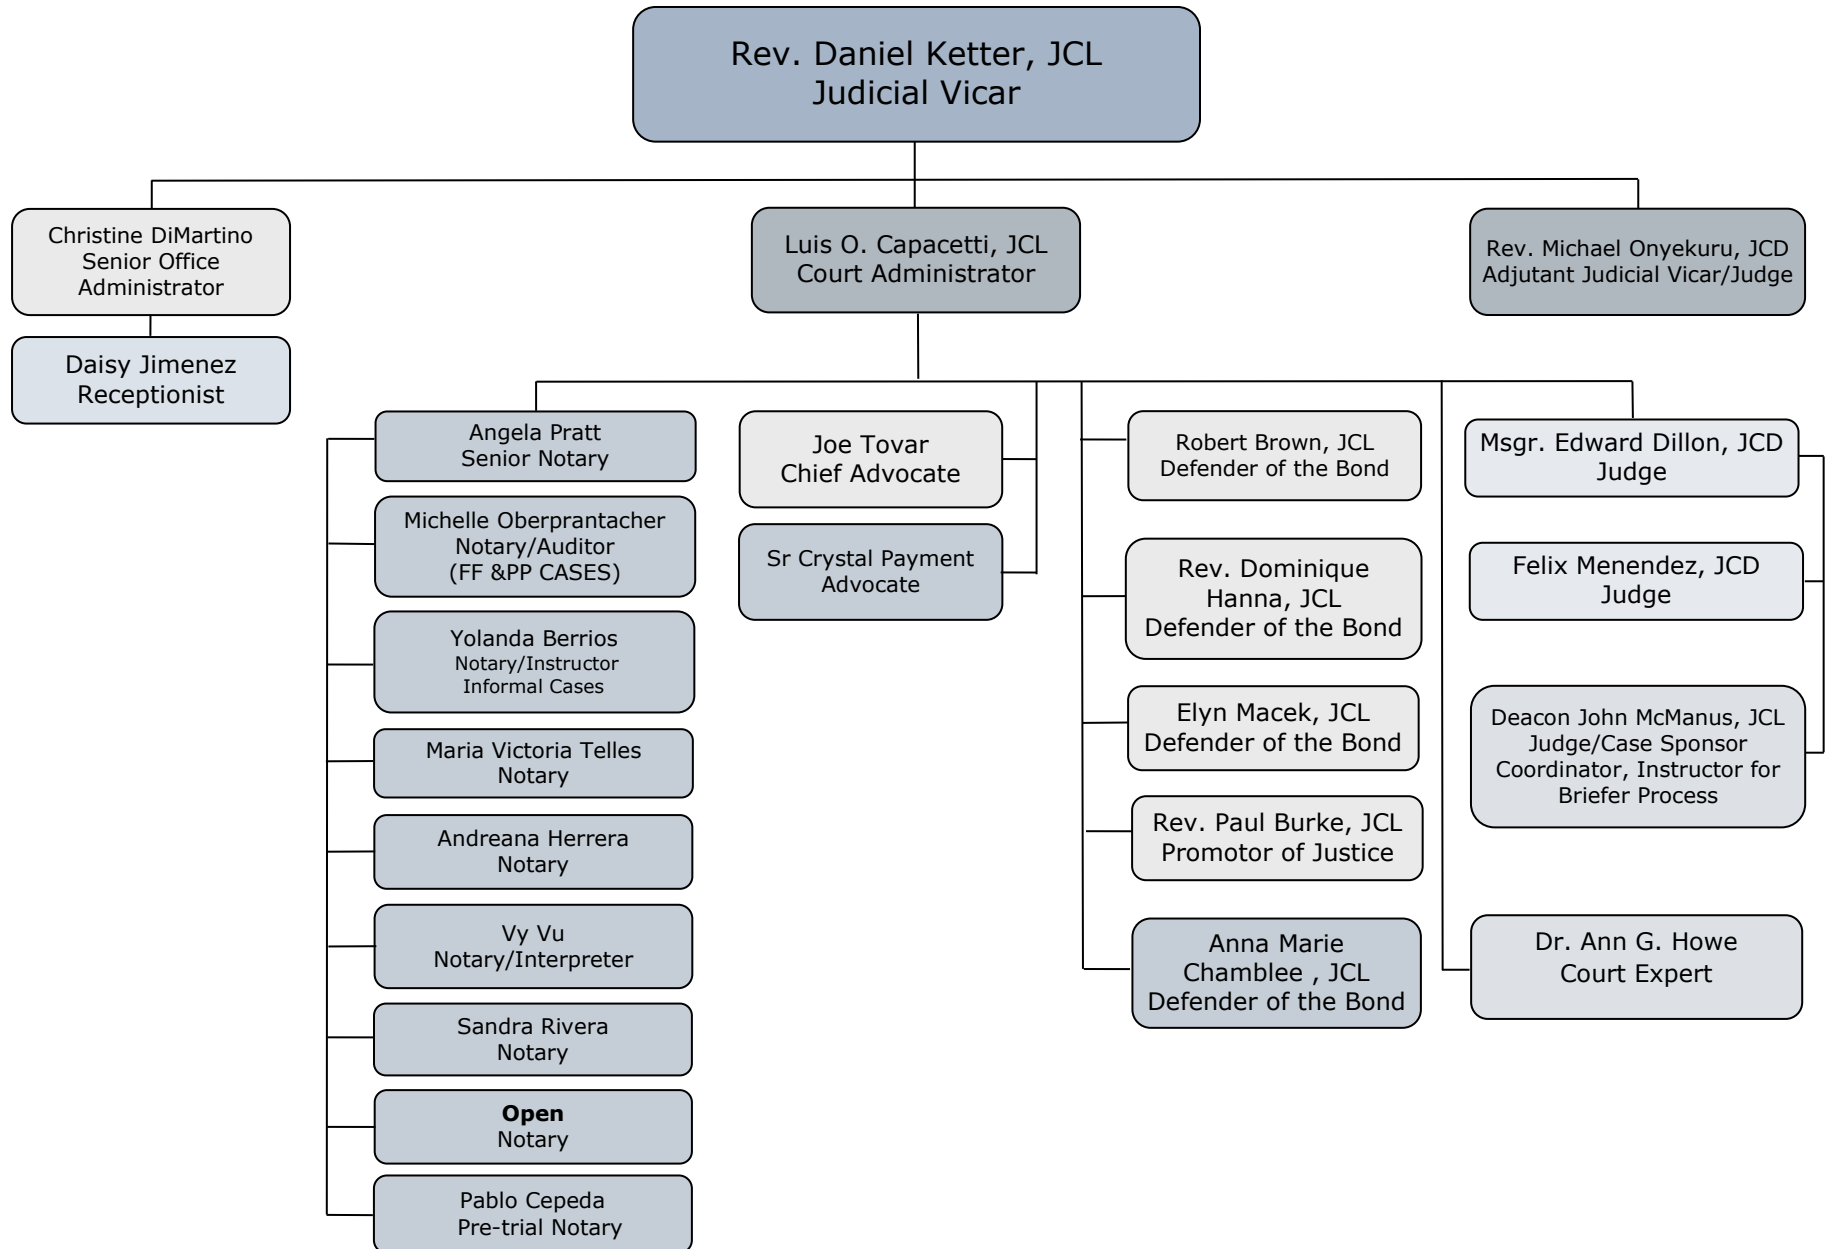 Rev. Daniel Ketter, JCL
Judicial Vicar
Christine DiMartino
Senior Office
Administrator
Luis O. Capacetti, JCL
Court Administrator
Rev. Michael Onyekuru, JCD
Adjutant Judicial Vicar/Judge
Daisy Jimenez
Receptionist
Angela Pratt
Senior Notary
Michelle Oberprantacher
Notary/Auditor
(FF &PP CASES)
Yolanda Berrios
Notary/Instructor
Informal Cases
Maria Victoria Telles
Notary
Andreana Herrera
Notary
Vy Vu
Notary/Interpreter
Sandra Rivera
Notary
Open
Notary
Pablo Cepeda
Pre-trial Notary
Joe Tovar
Chief Advocate
Sr Crystal Payment
Advocate
Robert Brown, JCL
Defender of the Bond
Rev. Dominique
Hanna, JCL
Defender of the Bond
Elyn Macek, JCL
Defender of the Bond
Rev. Paul Burke, JCL
Promotor of Justice
Anna Marie
Chamblee , JCL
Defender of the Bond
Msgr. Edward Dillon, JCD
Judge
Felix Menendez, JCD
Judge
Deacon John McManus, JCL
Judge/Case Sponsor
Coordinator, Instructor for
Briefer Process
Dr. Ann G. Howe
Court Expert